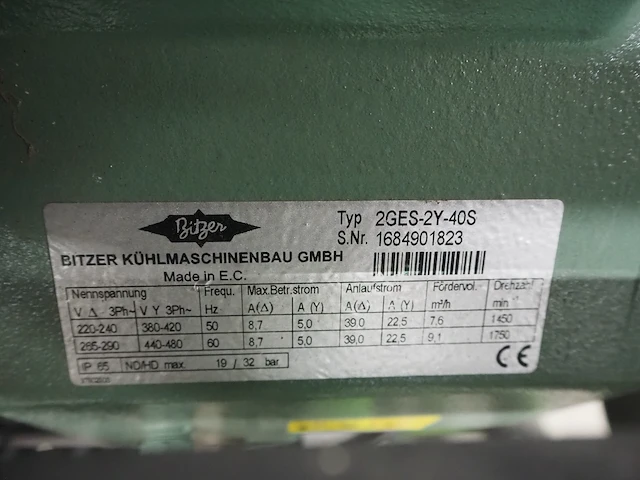 Bitzer
Typ 2GES-2Y-40S
S.Nr. 1684901823
BITZER KÜHLMASCHINENBAU GMBH
Made in E.C.
Nennspannung Frequ. Max.Betr.strom Anlaufstrom Fördervol. Drehzahl
V Δ 3Ph~ V Y 3Ph~ Hz A(Δ) A (Y) A(Δ) A (Y) m³/h min
220-240 380-420 50 8,7 5,0 39,0 22,5 7,6 1450
265-290 440-480 60 8,7 5,0 39,0 22,5 9,1 1750
IP 65 ND/HD max. 19 / 32 bar
CE